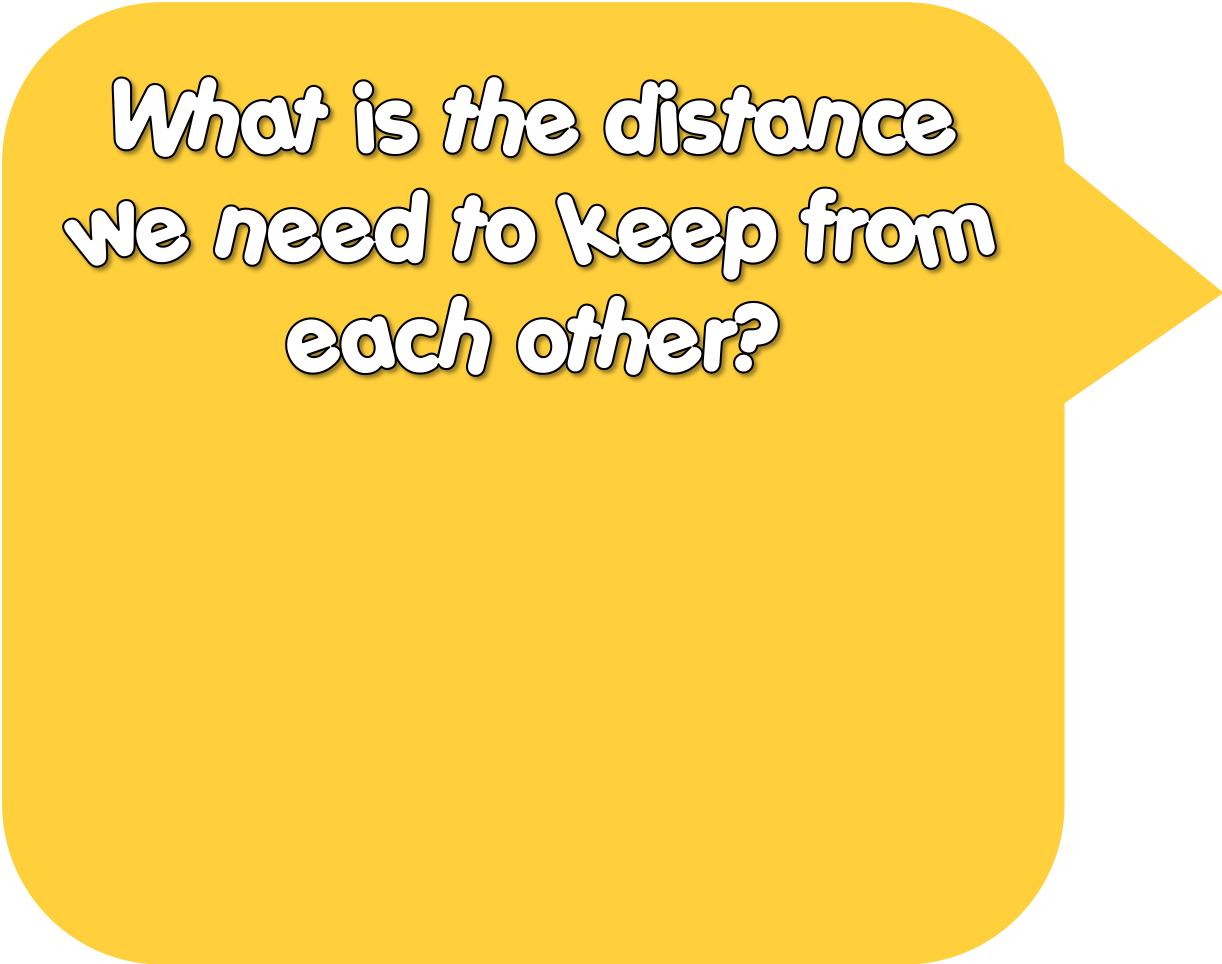 What is the distance
we need to keep from
each other?